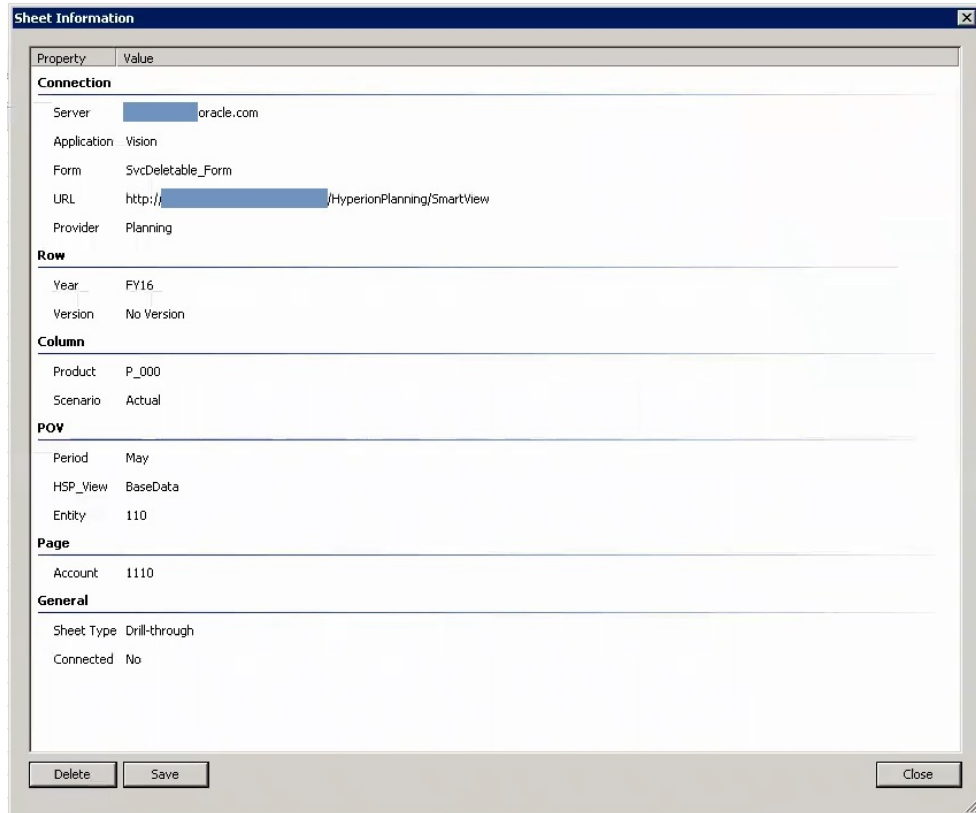 Sheet Information
Property Value
Connection
Server oracle.com
Application Vision
Form SvcDeletable_Form
URL http:// /HyperionPlanning/SmartView
Provider Planning
Row
Year FY16
Version No Version
Column
Product P_000
Scenario Actual
POV
Period May
HSP_View BaseData
Entity 110
Page
Account 1110
General
Sheet Type Drill-through
Connected No
Delete Save Close